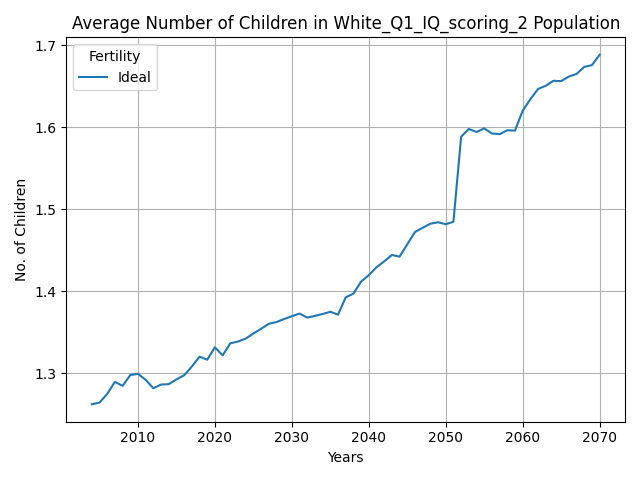 Average Number of Children in White_Q1_IQ_scoring_2 Population
Fertility
Ideal
No. of Children
1.7
1.6
1.5
1.4
1.3
2010 2020 2030 2040 2050 2060 2070
Years